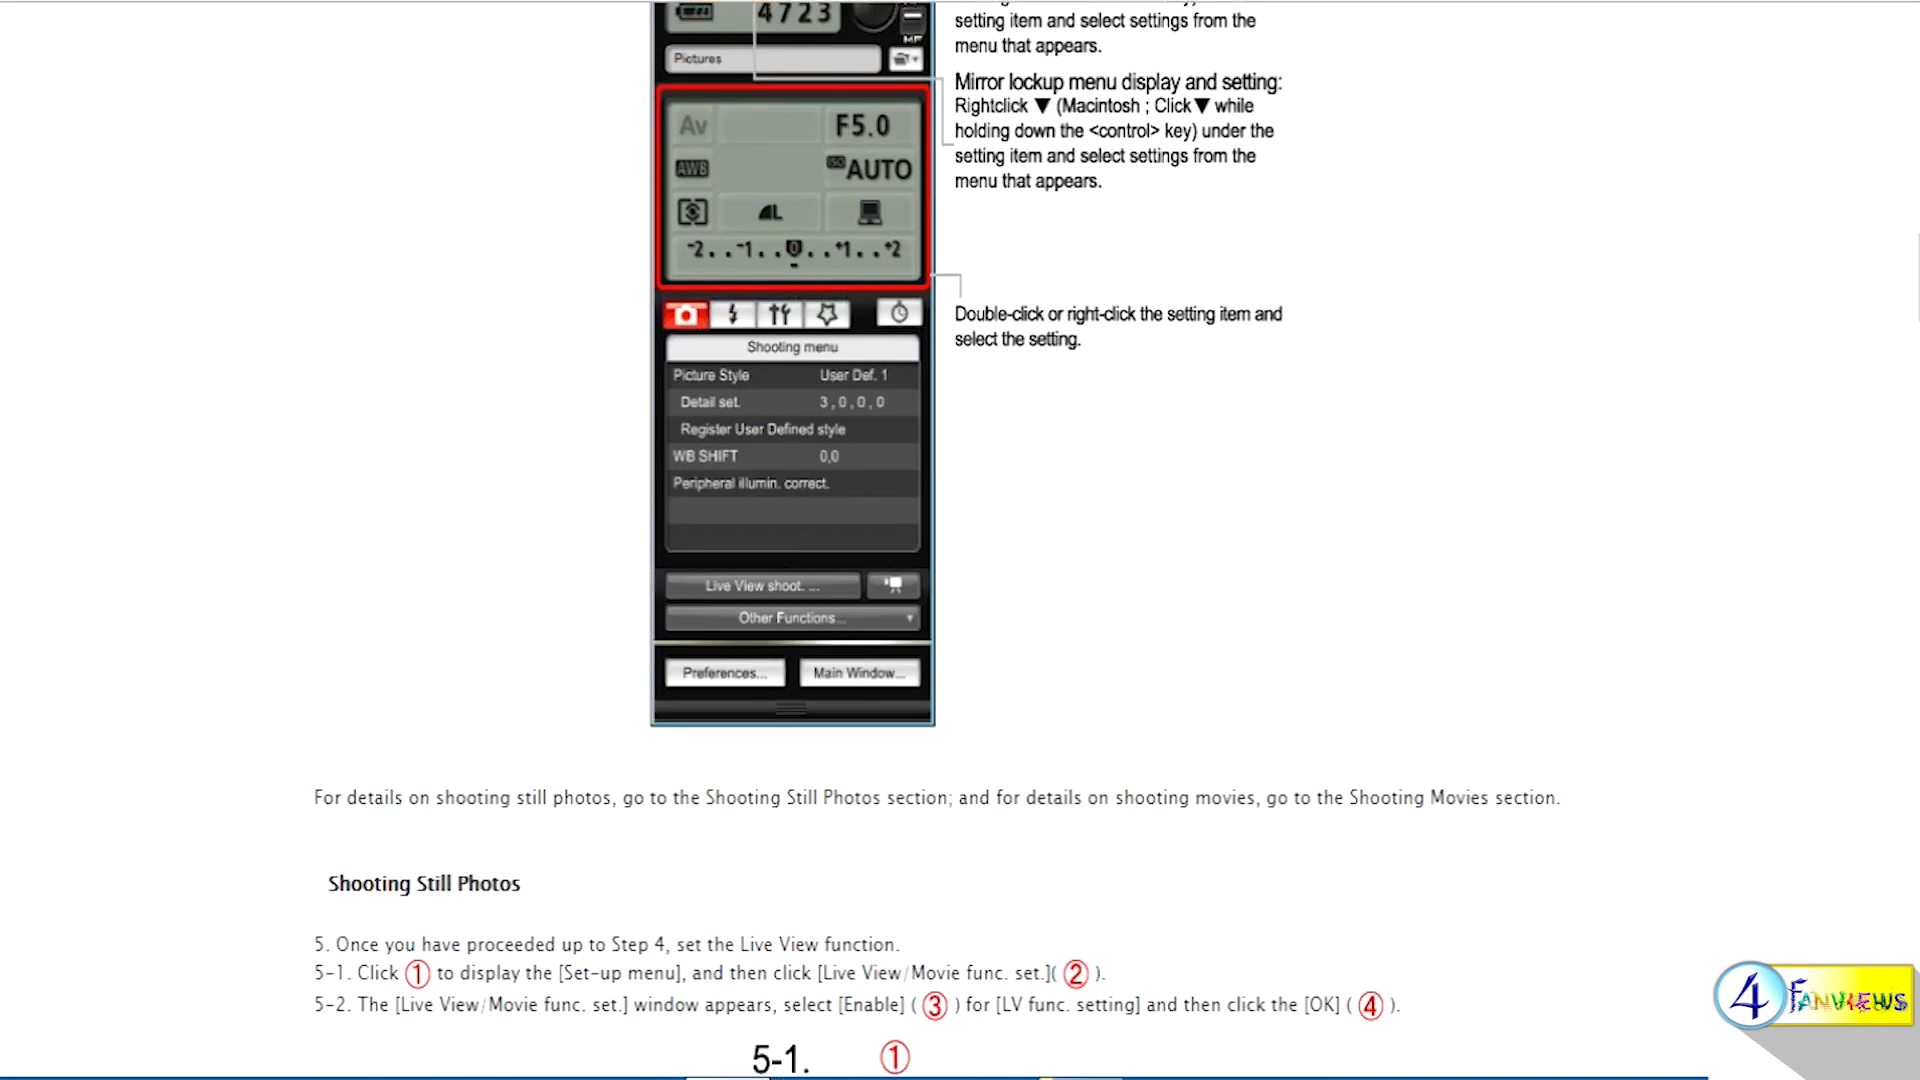 setting item and select settings from the
menu that appears.
4723
Pictures
Mirror lockup menu display and setting:
Rightclick ▼ (Macintosh ; Click▼ while
holding down the <control> key) under the
setting item and select settings from the
menu that appears.
Av F5.0
AWB ISO AUTO
L
-2..-1..0..+1..+2
Double-click or right-click the setting item and
select the setting.
Shooting menu
Picture Style User Def. 1
Detail set. 3,0,0,0
Register User Defined style
WB SHIFT 0,0
Peripheral illumin. correct.
Live View shoot. ...
Other Functions...
Preferences... Main Window...
For details on shooting still photos, go to the Shooting Still Photos section; and for details on shooting movies, go to the Shooting Movies section.
Shooting Still Photos
5. Once you have proceeded up to Step 4, set the Live View function.
5-1. Click ① to display the [Set-up menu], and then click [Live View/Movie func. set.]( ② ).
5-2. The [Live View/Movie func. set.] window appears, select [Enable] ( ③ ) for [LV func. setting] and then click the [OK] ( ④ ).
4 FANVIEWS
5-1. ①